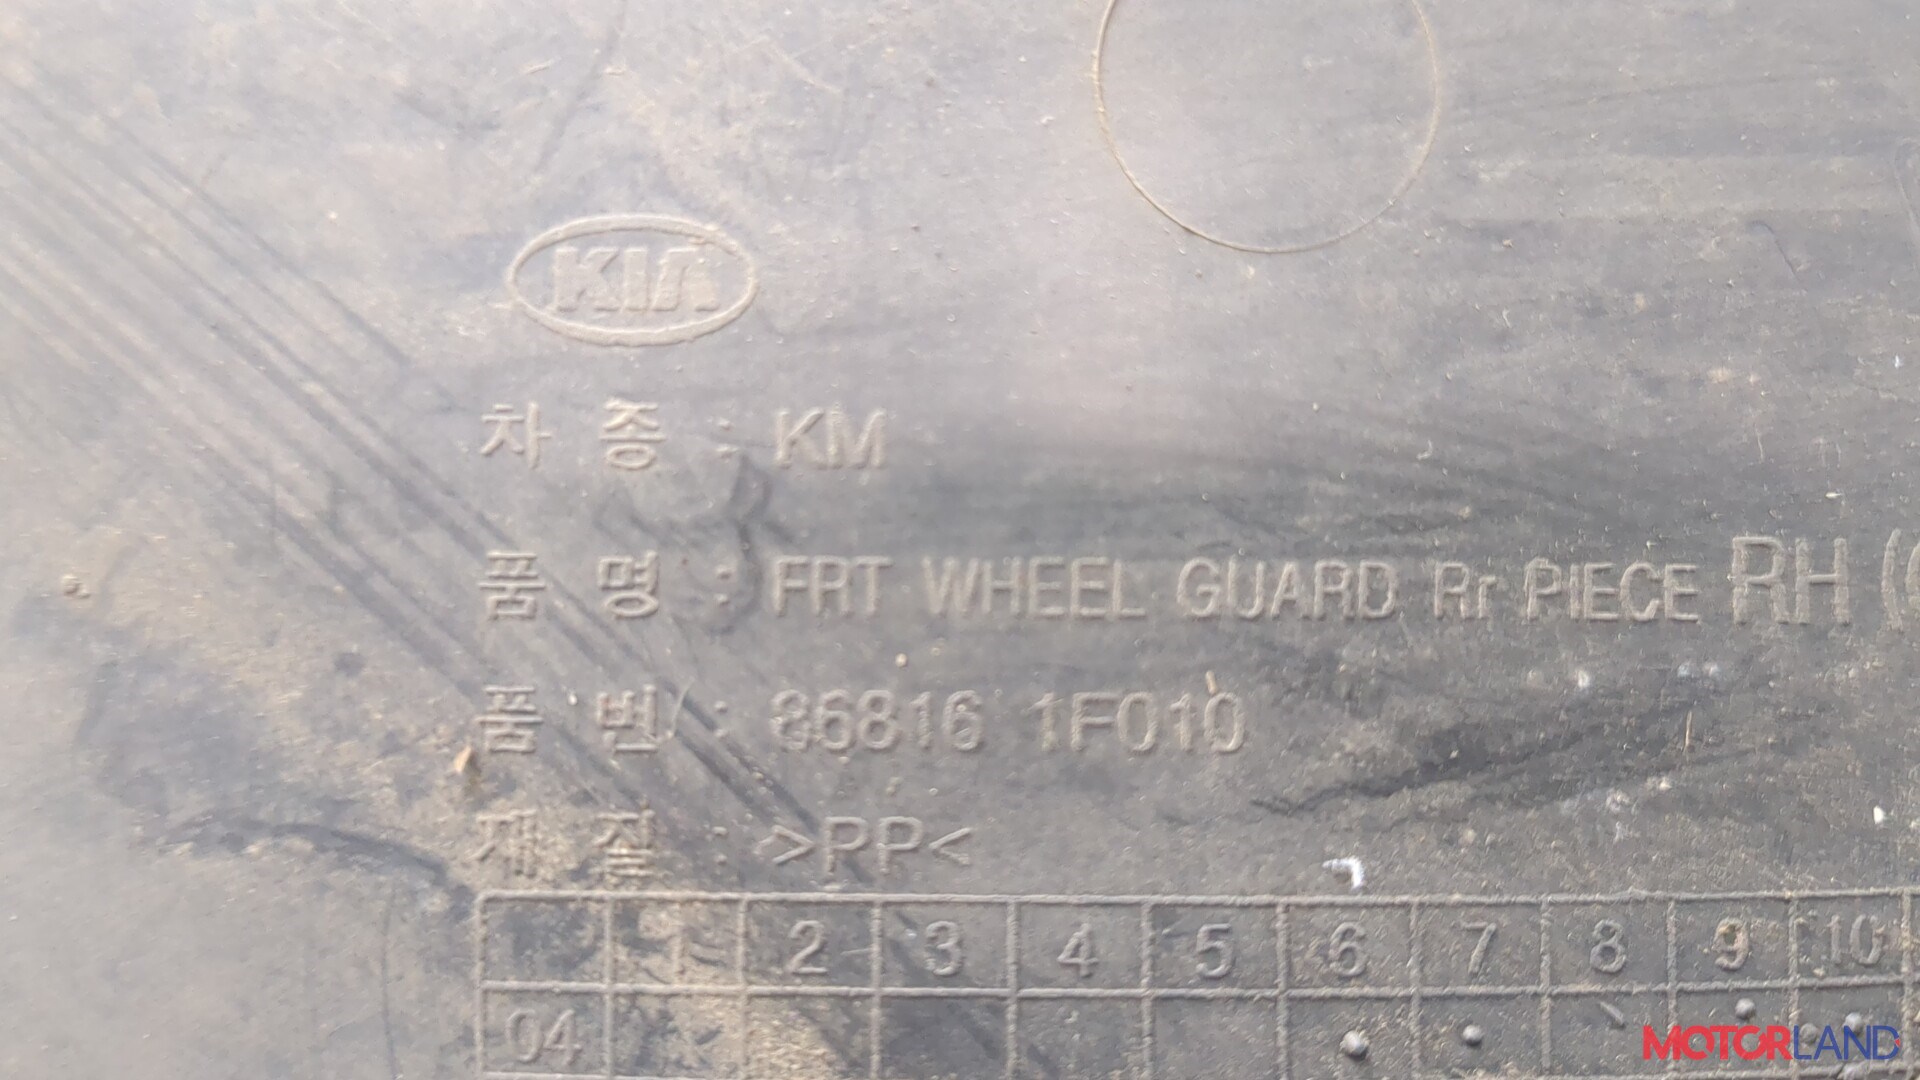 KIA
차 종 : KM
품 명 : FRT WHEEL GUARD Rr PIECE RH (
품 번 : 86816 1F010
재 질 : >PP<
1 2 3 4 5 6 7 8 9 10
04
MOTORLAND